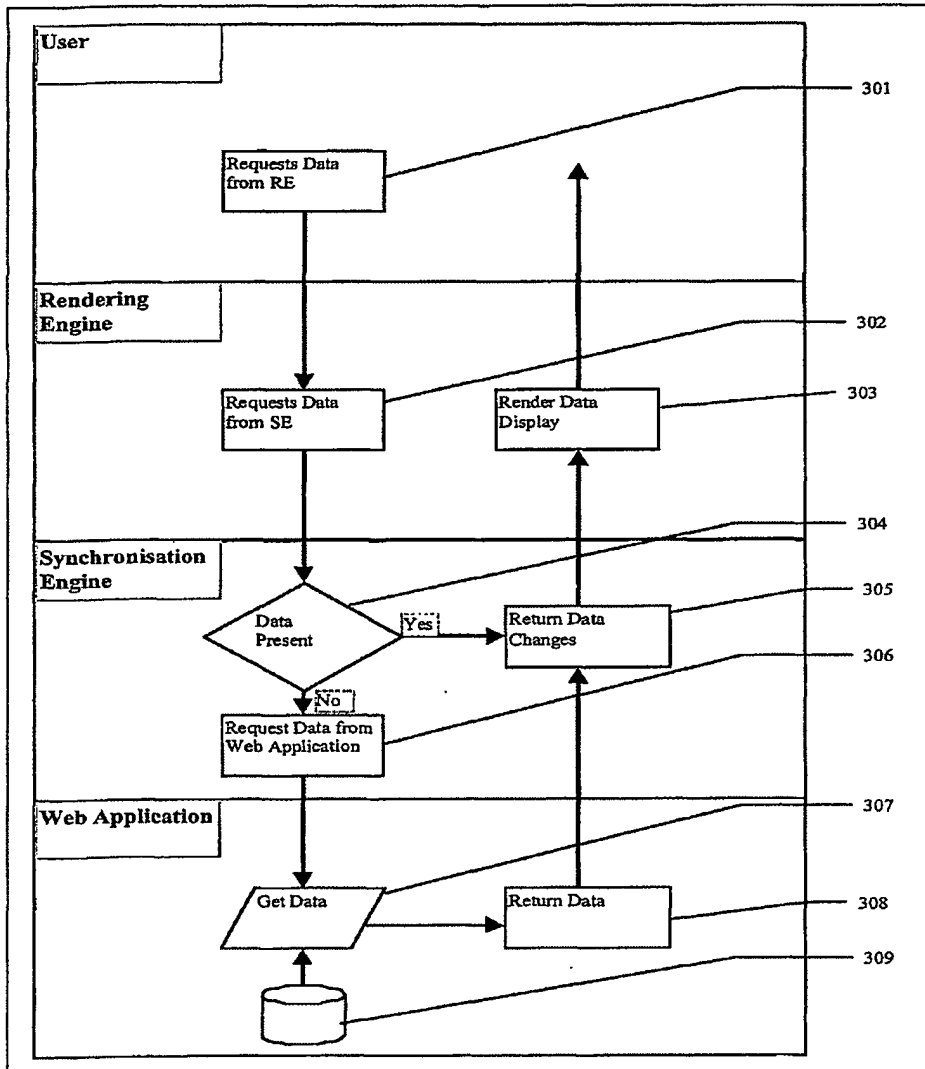 User
301
Requests Data
from RE
Rendering
Engine
302
Requests Data
from SE
Render Data
Display
303
304
Synchronisation
Engine
305
Data
Present
Yes
Return Data
Changes
306
No
Request Data from
Web Application
307
Web Application
Get Data
Return Data
308
309